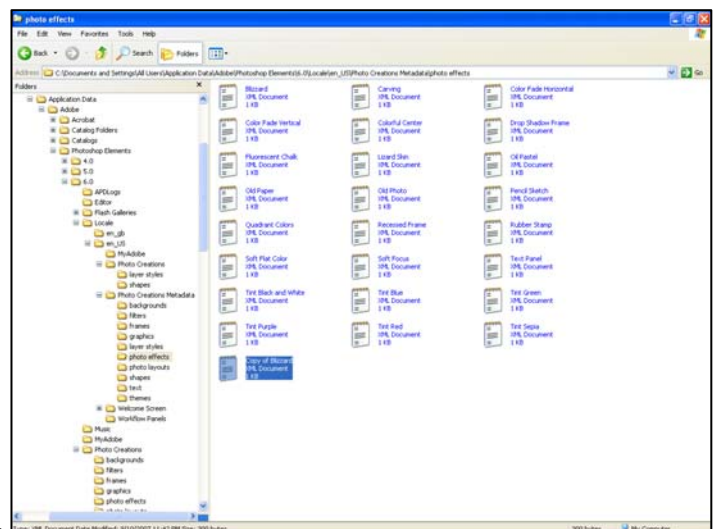 photo effects
File Edit View Favorites Tools Help
Back Search Folders
Address C:\Documents and Settings\All Users\Application Data\Adobe\Photoshop Elements\6.0\Locale\en_US\Photo Creations Metadata\photo effects Go
Folders
Application Data
Adobe
Acrobat
Catalog Folders
Catalogs
Photoshop Elements
4.0
5.0
6.0
APDLogs
Editor
Flash Galleries
Locale
en_gb
en_US
MyAdobe
Photo Creations
layer styles
shapes
Photo Creations Metadata
backgrounds
filters
frames
graphics
layer styles
photo effects
photo layouts
shapes
text
themes
Welcome Screen
Workflow Panels
Music
MyAdobe
Photo Creations
backgrounds
filters
frames
graphics
photo effects
photo layouts
Blizzard
XML Document
1 KB
Carving
XML Document
1 KB
Color Fade Horizontal
XML Document
1 KB
Color Fade Vertical
XML Document
1 KB
Colorful Center
XML Document
1 KB
Drop Shadow Frame
XML Document
1 KB
Fluorescent Chalk
XML Document
1 KB
Lizard Skin
XML Document
1 KB
Oil Pastel
XML Document
1 KB
Old Paper
XML Document
1 KB
Old Photo
XML Document
1 KB
Pencil Sketch
XML Document
1 KB
Quadrant Colors
XML Document
1 KB
Recessed Frame
XML Document
1 KB
Rubber Stamp
XML Document
1 KB
Soft Flat Color
XML Document
1 KB
Soft Focus
XML Document
1 KB
Text Panel
XML Document
1 KB
Tint Black and White
XML Document
1 KB
Tint Blue
XML Document
1 KB
Tint Green
XML Document
1 KB
Tint Purple
XML Document
1 KB
Tint Red
XML Document
1 KB
Tint Sepia
XML Document
1 KB
Copy of Blizzard
XML Document
1 KB
My Computer